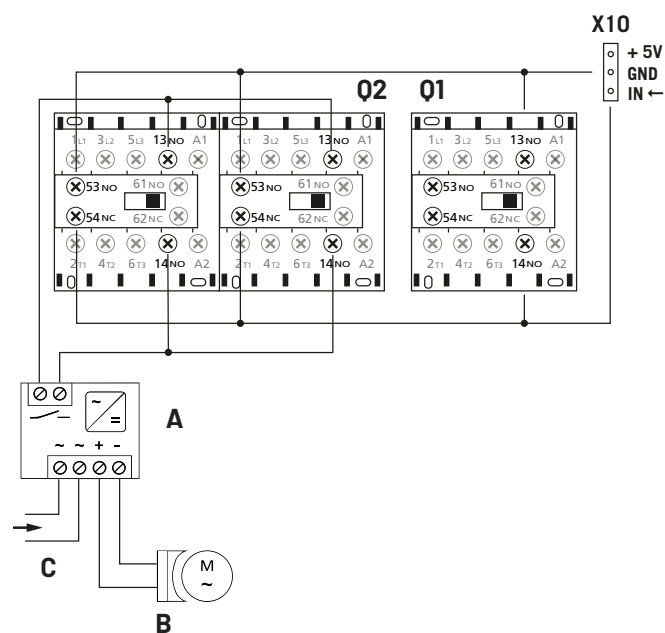 X10
+ 5V
GND
IN ←
Q2 Q1
1L1 3L2 5L3 13NO A1
53NO 61NO
54NC 62NC
2T1 4T2 6T3 14NO A2
1L1 3L2 5L3 13NO A1
53NO 61NO
54NC 62NC
2T1 4T2 6T3 14NO A2
1L1 3L2 5L3 13NO A1
53NO 61NO
54NC 62NC
2T1 4T2 6T3 14NO A2
~
=
A
~ ~ + -
C
M
~
B